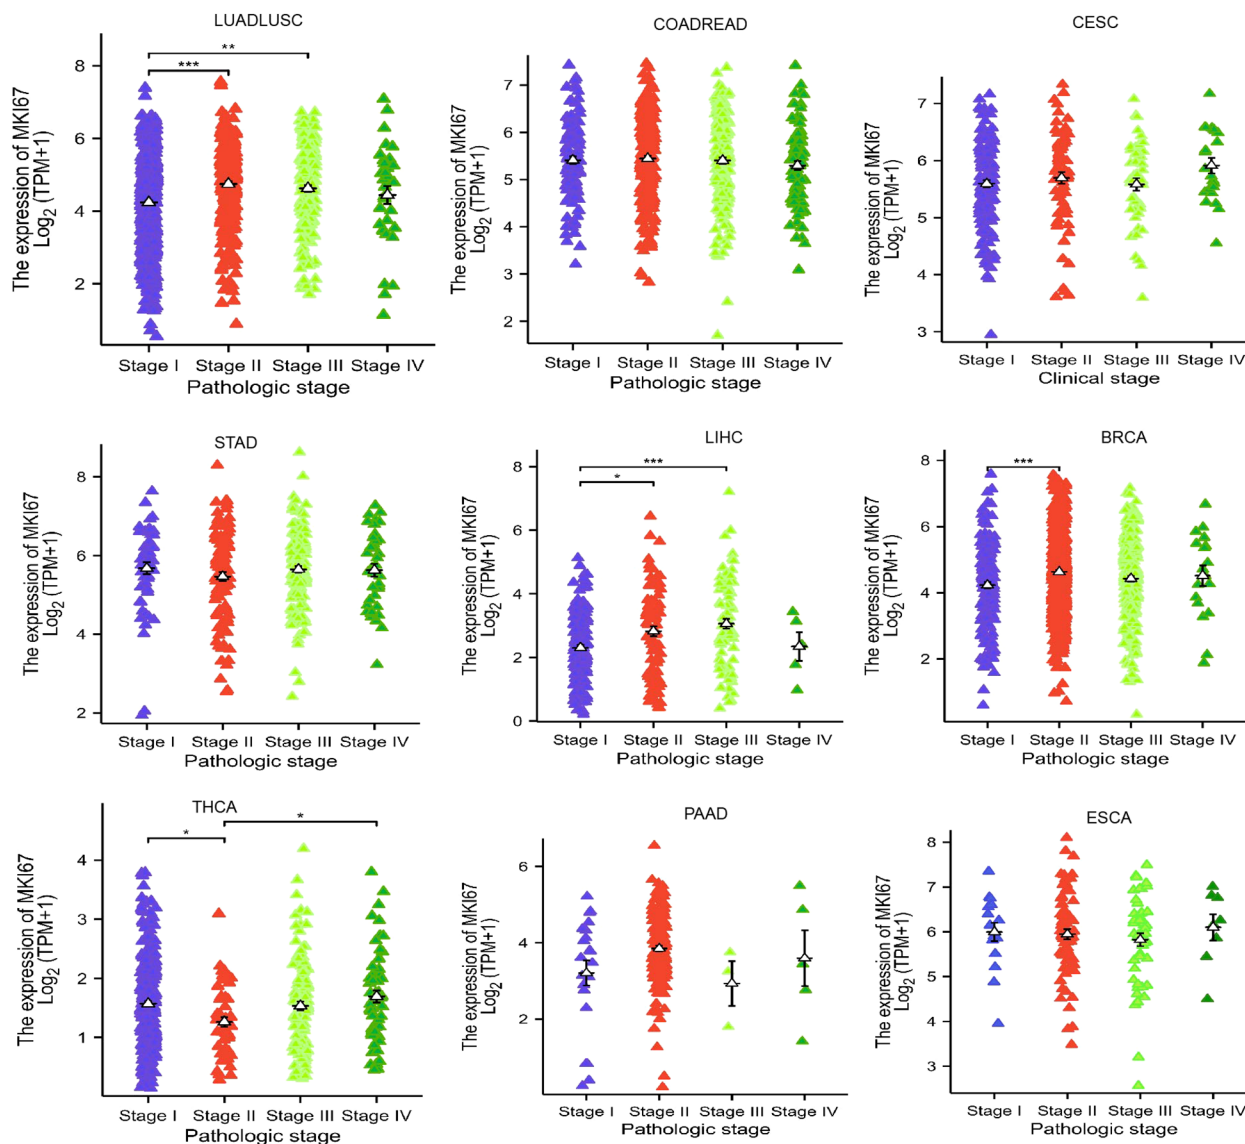 LUADLUSC
The expression of MKI67
Log2 (TPM+1)
8
6
4
2
**
***
Stage I Stage II Stage III Stage IV
Pathologic stage
COADREAD
The expression of MKI67
Log2 (TPM+1)
7
6
5
4
3
2
Stage I Stage II Stage III Stage IV
Pathologic stage
CESC
The expression of MKI67
Log2 (TPM+1)
7
6
5
4
3
Stage I Stage II Stage III Stage IV
Clinical stage
STAD
The expression of MKI67
Log2 (TPM+1)
8
6
4
2
Stage I Stage II Stage III Stage IV
Pathologic stage
LIHC
The expression of MKI67
Log2 (TPM+1)
8
6
4
2
0
***
*
Stage I Stage II Stage III Stage IV
Pathologic stage
BRCA
The expression of MKI67
Log2 (TPM+1)
8
6
4
2
***
Stage I Stage II Stage III Stage IV
Pathologic stage
THCA
The expression of MKI67
Log2 (TPM+1)
4
3
2
1
*
*
Stage I Stage II Stage III Stage IV
Pathologic stage
PAAD
The expression of MKI67
Log2 (TPM+1)
6
4
2
Stage I Stage II Stage III Stage IV
Pathologic stage
ESCA
The expression of MKI67
Log2 (TPM+1)
8
7
6
5
4
3
Stage I Stage II Stage III Stage IV
Pathologic stage